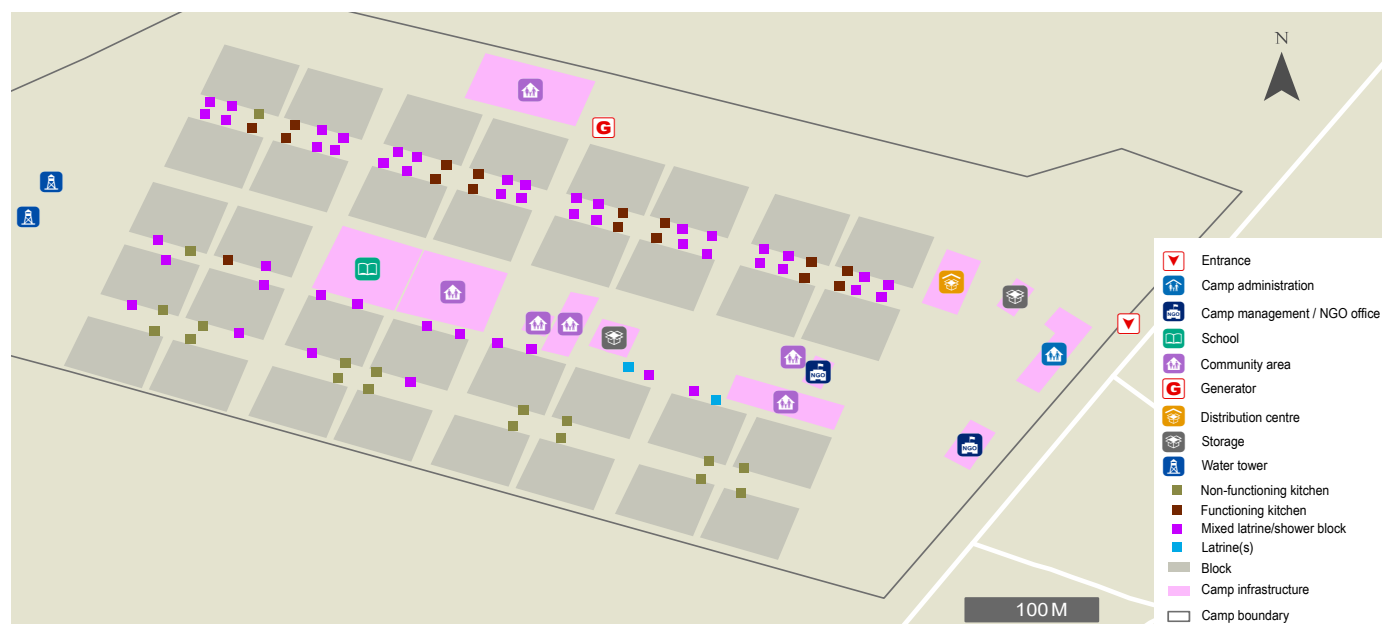 N
G
NGO
NGO
Entrance
Camp administration
NGO
Camp management / NGO office
School
Community area
G
Generator
Distribution centre
Storage
Water tower
Non-functioning kitchen
Functioning kitchen
Mixed latrine/shower block
Latrine(s)
Block
Camp infrastructure
100 M
Camp boundary